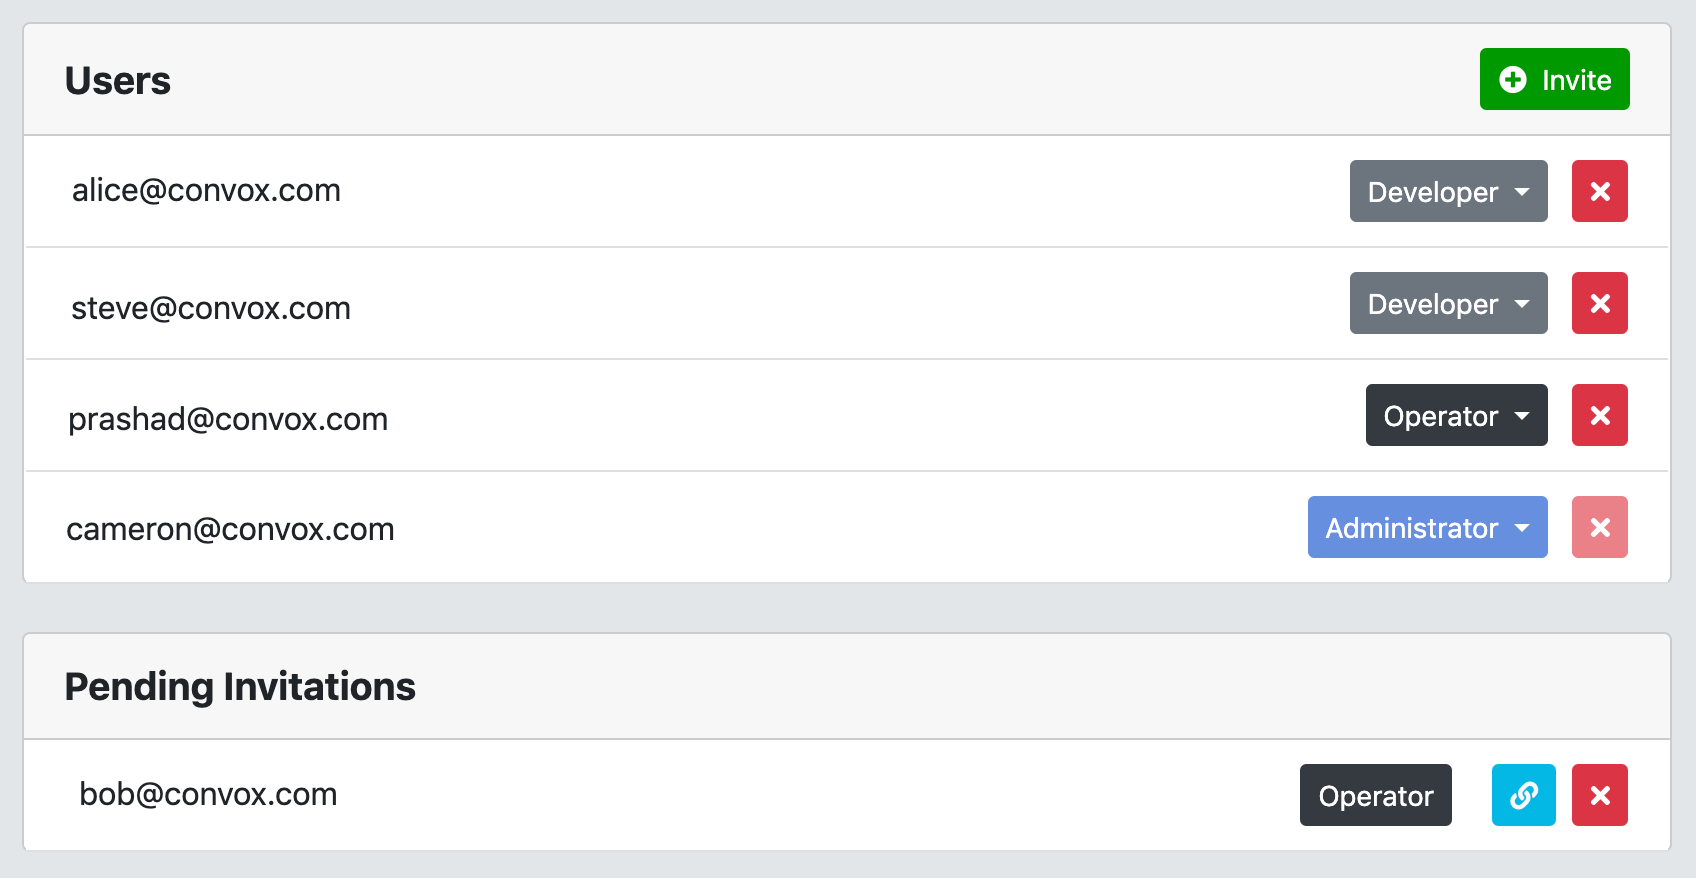 Users
Invite
alice@convox.com
Developer
steve@convox.com
Developer
prashad@convox.com
Operator
cameron@convox.com
Administrator
Pending Invitations
bob@convox.com
Operator